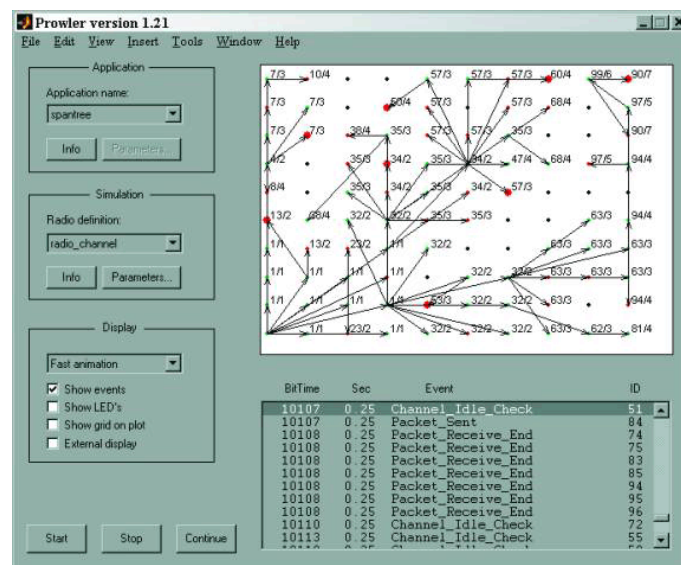 Prowler version 1.21
File Edit View Insert Tools Window Help
Application
Application name:
spantree
Info Parameters...
Simulation
Radio definition:
radio_channel
Info Parameters...
Display
Fast animation
Show events
Show LED's
Show grid on plot
External display
Start Stop Continue
7/3 10/4 57/3 57/3 57/3 60/4 99/6 90/7
7/3 7/3 50/4 57/3 57/3 68/4 97/5
7/3 7/3 38/4 35/3 57/3 57/3 35/3 90/7
4/2 35/3 34/2 35/3 34/2 47/4 68/4 97/5 94/4
8/4 35/3 34/2 35/3 34/2 57/3
13/2 32/2 32/2 35/3 35/3 63/3 94/4
1/1 13/2 23/2 1/1 32/2 63/3 63/3 63/3
1/1 1/1 1/1 1/1 32/2 32/2 63/3 63/3 63/3
1/1 1/1 1/1 1/1 53/3 32/2 32/2 63/3 94/4
1/1 23/2 1/1 32/2 32/2 32/2 63/3 62/3 81/4
BitTime Sec Event ID
10107 0.25 Channel_Idle_Check 51
10107 0.25 Packet_Sent 84
10108 0.25 Packet_Receive_End 74
10108 0.25 Packet_Receive_End 75
10108 0.25 Packet_Receive_End 83
10108 0.25 Packet_Receive_End 85
10108 0.25 Packet_Receive_End 94
10108 0.25 Packet_Receive_End 95
10108 0.25 Packet_Receive_End 96
10110 0.25 Channel_Idle_Check 72
10113 0.25 Channel_Idle_Check 55